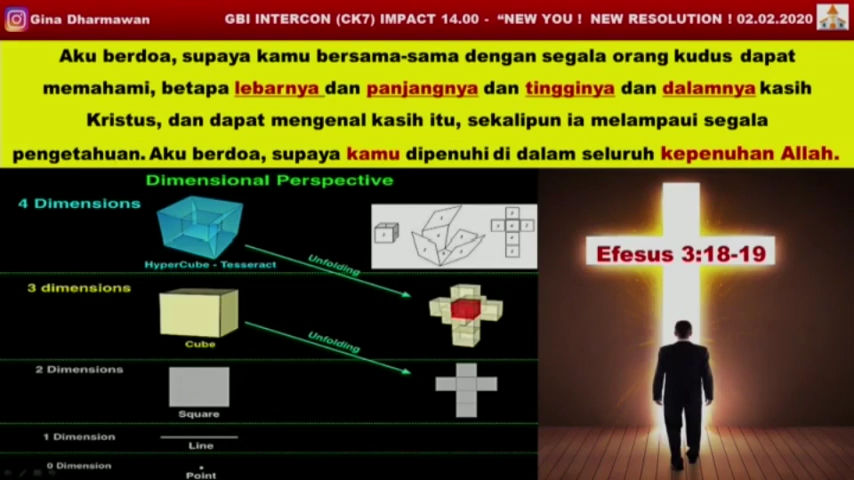 Gina Dharmawan
GBI INTERCON (CK7) IMPACT 14.00 - “NEW YOU ! NEW RESOLUTION ! 02.02.2020
Aku berdoa, supaya kamu bersama-sama dengan segala orang kudus dapat
memahami, betapa lebarnya dan panjangnya dan tingginya dan dalamnya kasih
Kristus, dan dapat mengenal kasih itu, sekalipun ia melampaui segala
pengetahuan. Aku berdoa, supaya kamu dipenuhi di dalam seluruh kepenuhan Allah.
Dimensional Perspective
4 Dimensions
HyperCube - Tesseract
Unfolding
3 dimensions
Cube
Unfolding
2 Dimensions
Square
1 Dimension
Line
0 Dimension
Point
Efesus 3:18-19